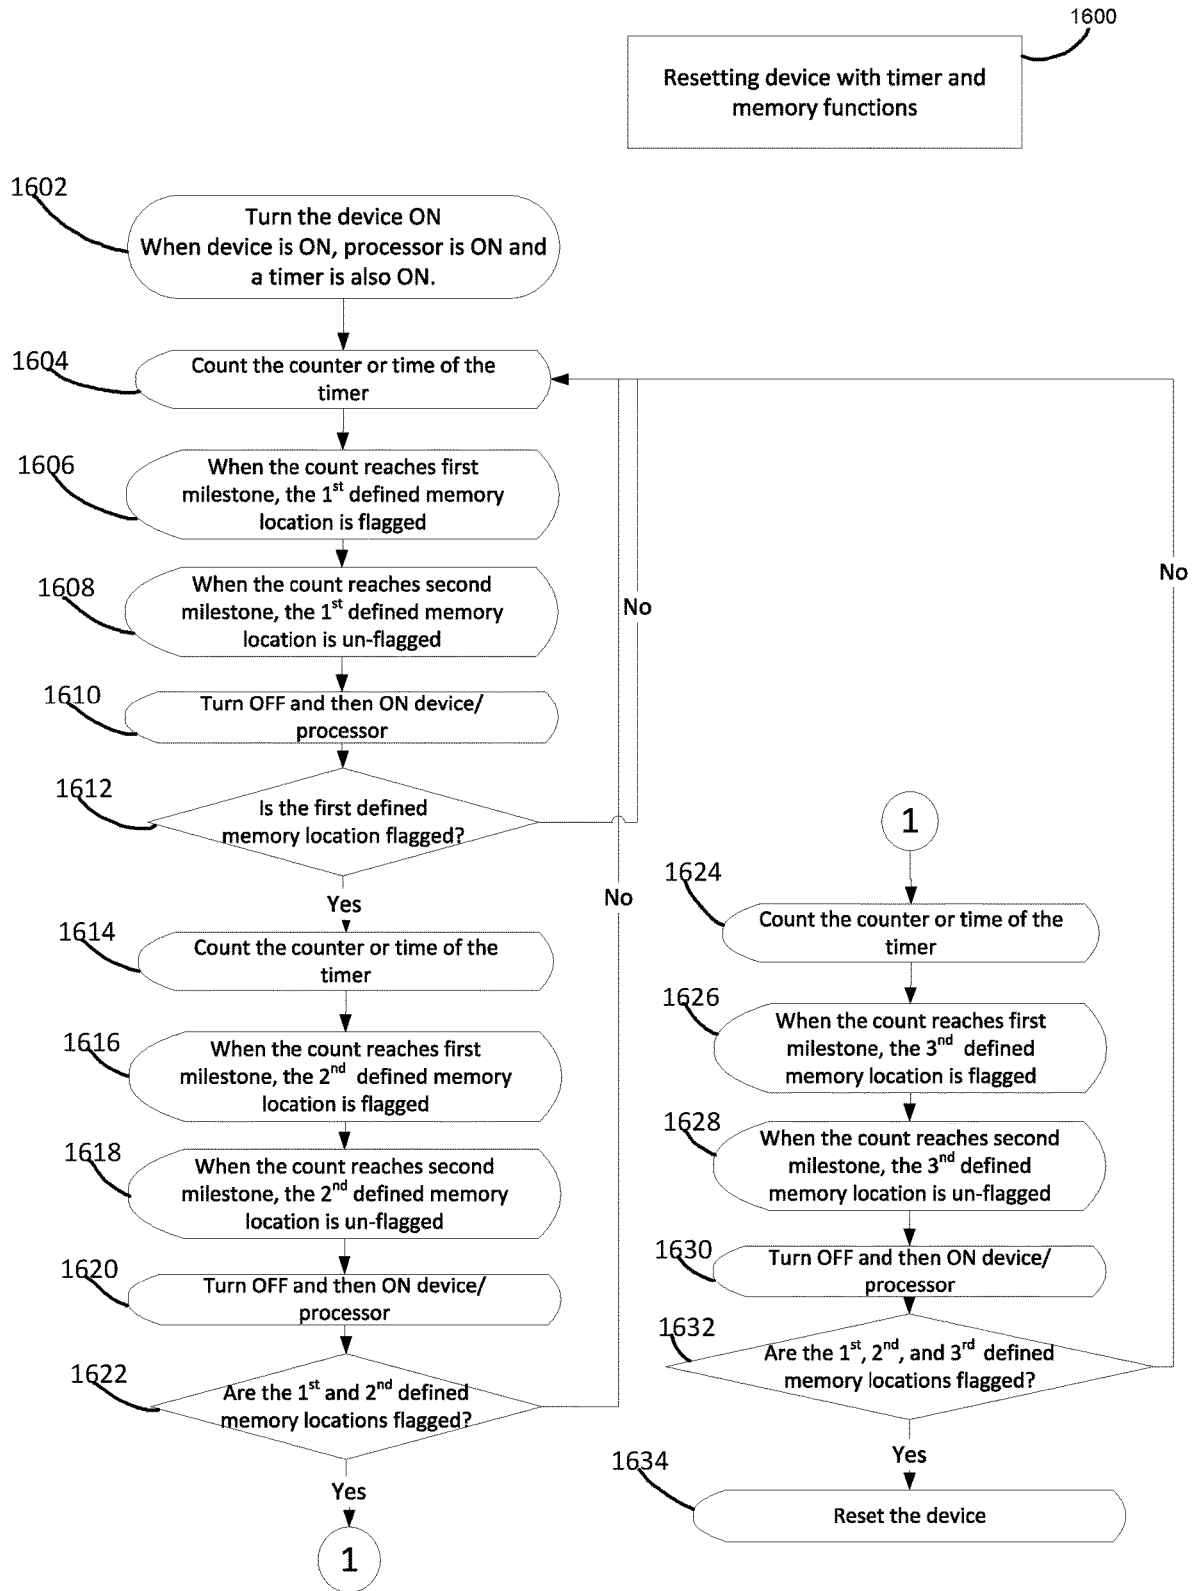 1600
Resetting device with timer and
memory functions
1602
Turn the device ON
When device is ON, processor is ON and
a timer is also ON.
1604
Count the counter or time of the
timer
1606
When the count reaches first
milestone, the 1st defined memory
location is flagged
1608
When the count reaches second
milestone, the 1st defined memory
location is un-flagged
No
No
1610
Turn OFF and then ON device/
processor
1612
Is the first defined
memory location flagged?
Yes
No
1614
Count the counter or time of the
timer
1616
When the count reaches first
milestone, the 2nd defined memory
location is flagged
1618
When the count reaches second
milestone, the 2nd defined memory
location is un-flagged
1620
Turn OFF and then ON device/
processor
1622
Are the 1st and 2nd defined
memory locations flagged?
Yes
1
1
1624
Count the counter or time of the
timer
1626
When the count reaches first
milestone, the 3nd defined
memory location is flagged
1628
When the count reaches second
milestone, the 3nd defined
memory location is un-flagged
1630
Turn OFF and then ON device/
processor
1632
Are the 1st, 2nd, and 3rd defined
memory locations flagged?
Yes
1634
Reset the device